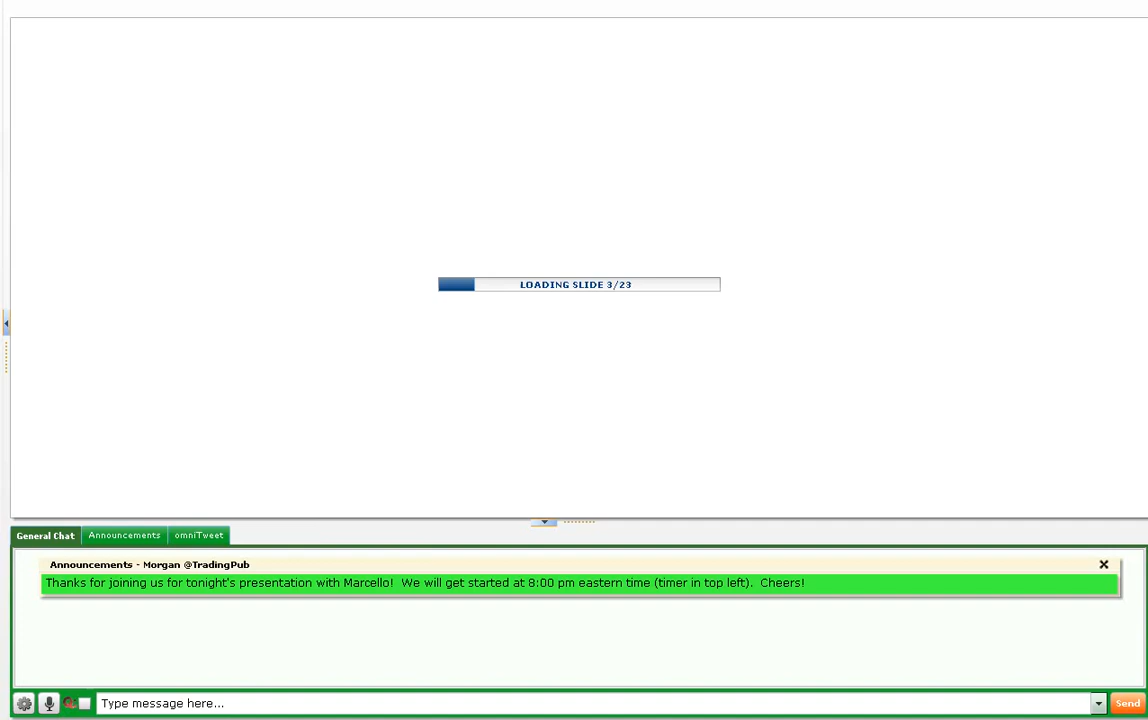 LOADING SLIDE 3/23
General Chat
Announcements
omniTweet
Announcements - Morgan @TradingPub
Thanks for joining us for tonight's presentation with Marcello!  We will get started at 8:00 pm eastern time (timer in top left).  Cheers!
Type message here...
Send